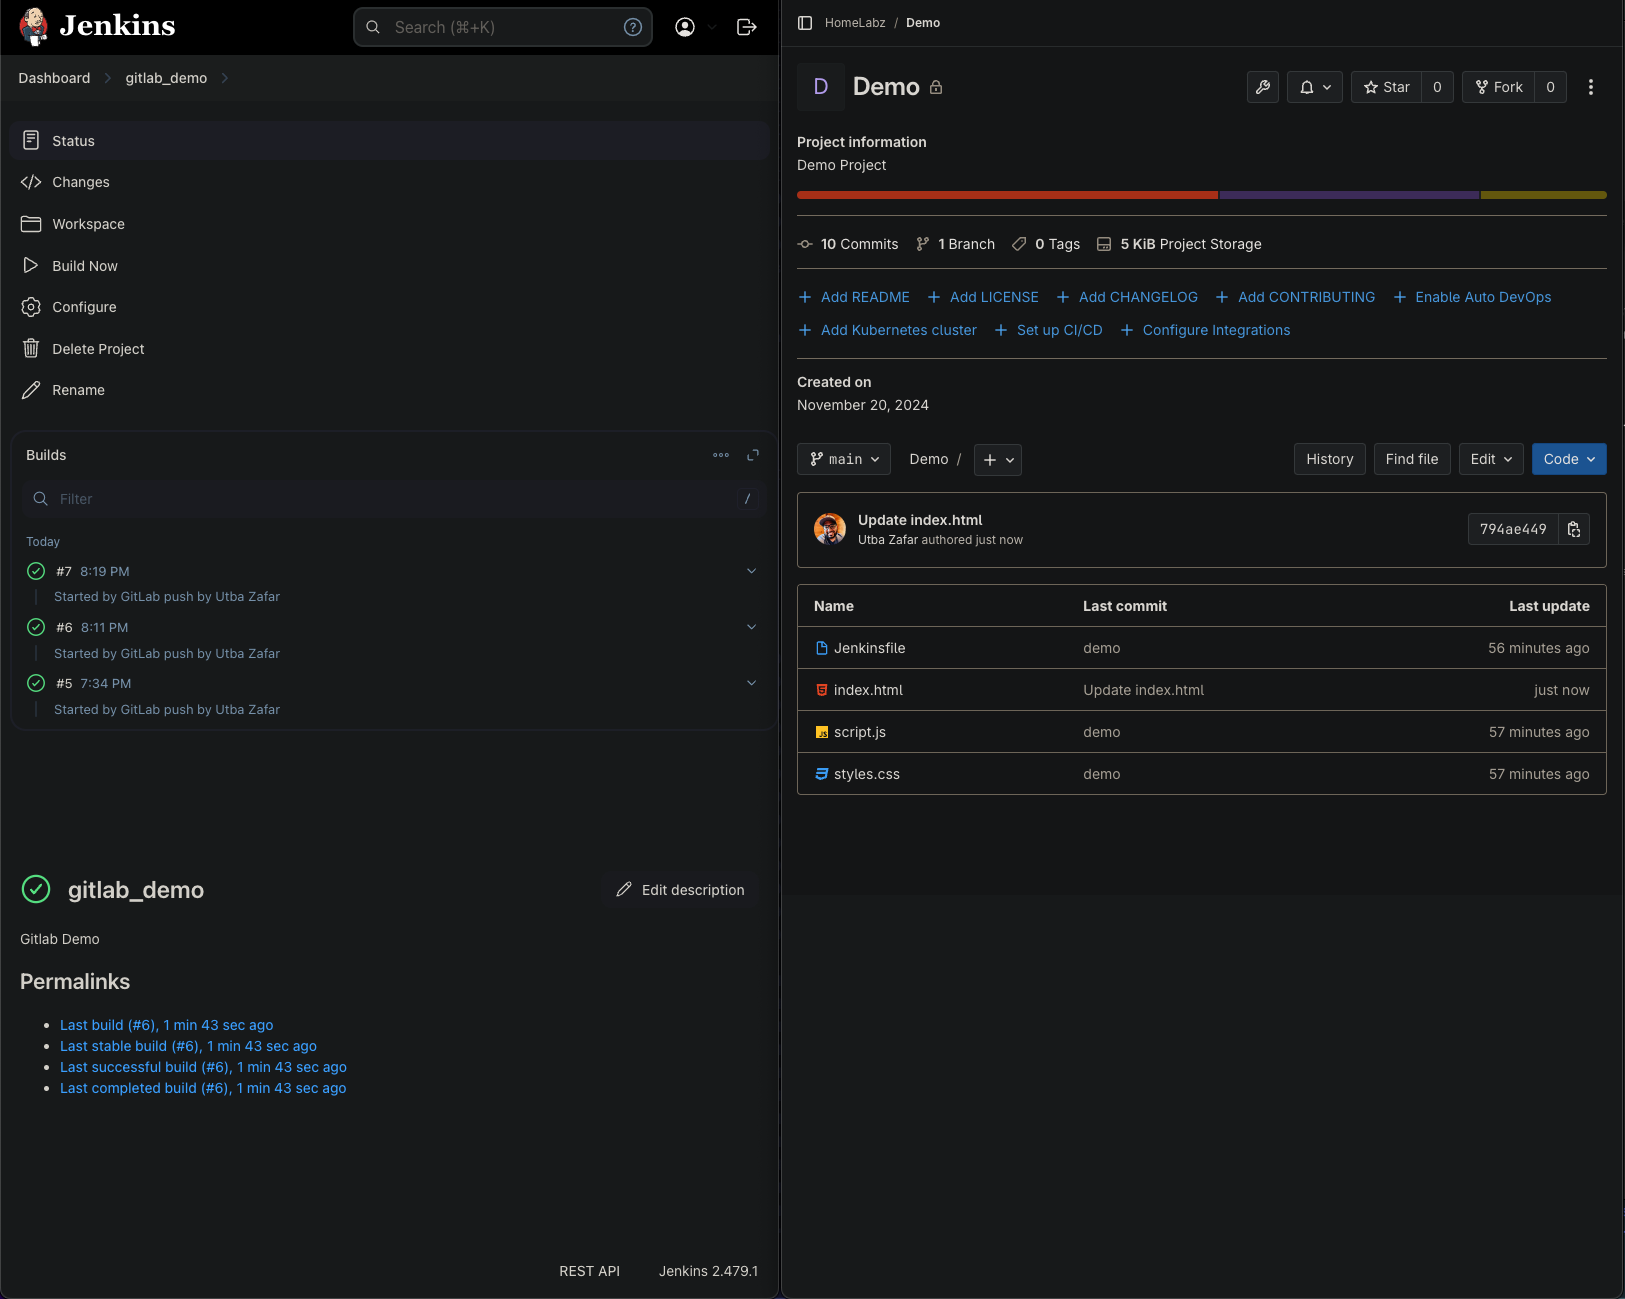 Jenkins
Search (⌘+K)
Dashboard
gitlab_demo
Status
Changes
Workspace
Build Now
Configure
Delete Project
Rename
Builds
Filter
/
Today
#7 8:19 PM
Started by GitLab push by Utba Zafar
#6 8:11 PM
Started by GitLab push by Utba Zafar
#5 7:34 PM
Started by GitLab push by Utba Zafar
gitlab_demo
Edit description
Gitlab Demo
Permalinks
Last build (#6), 1 min 43 sec ago
Last stable build (#6), 1 min 43 sec ago
Last successful build (#6), 1 min 43 sec ago
Last completed build (#6), 1 min 43 sec ago
REST API Jenkins 2.479.1
HomeLabz / Demo
D Demo
Star 0 Fork 0
Project information
Demo Project
10 Commits 1 Branch 0 Tags 5 KiB Project Storage
Add README Add LICENSE Add CHANGELOG Add CONTRIBUTING Enable Auto DevOps
Add Kubernetes cluster Set up CI/CD Configure Integrations
Created on
November 20, 2024
main Demo / History Find file Edit Code
Update index.html
Utba Zafar authored just now
794ae449
Name Last commit Last update
Jenkinsfile demo 56 minutes ago
index.html Update index.html just now
script.js demo 57 minutes ago
styles.css demo 57 minutes ago